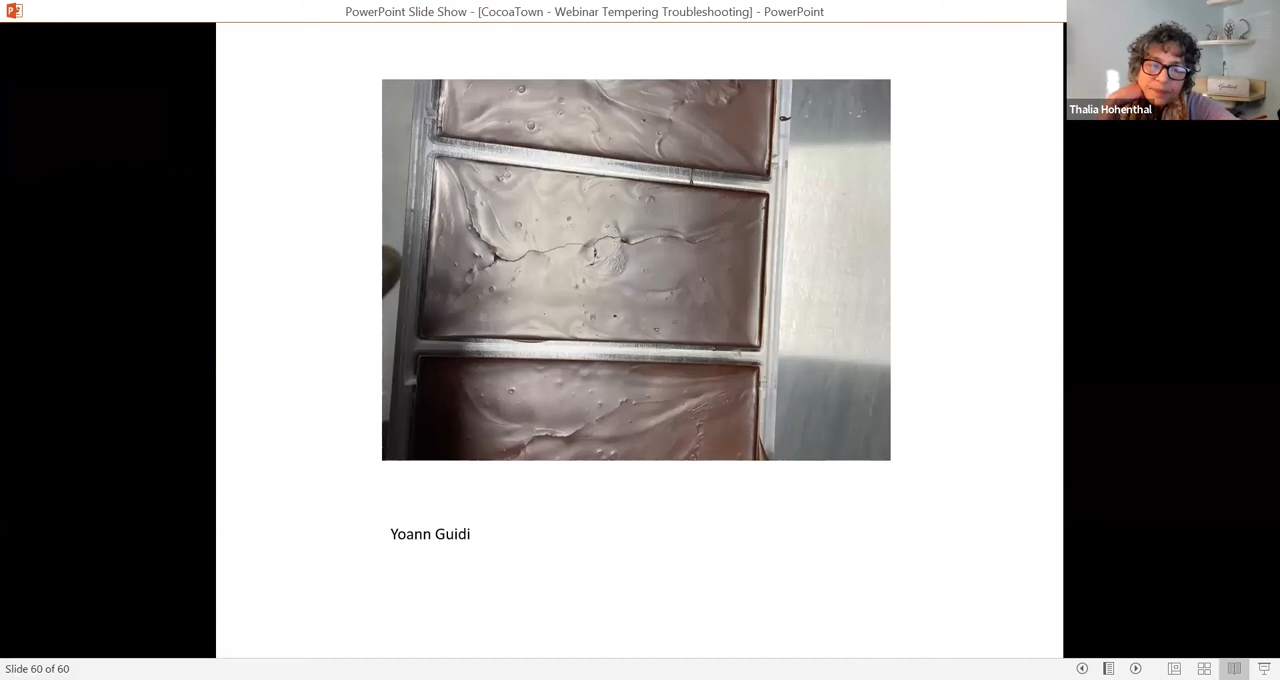 PowerPoint Slide Show - [CocoaTown - Webinar Tempering Troubleshooting] - PowerPoint
Thalia Hohenthal
Yoann Guidi
Slide 60 of 60